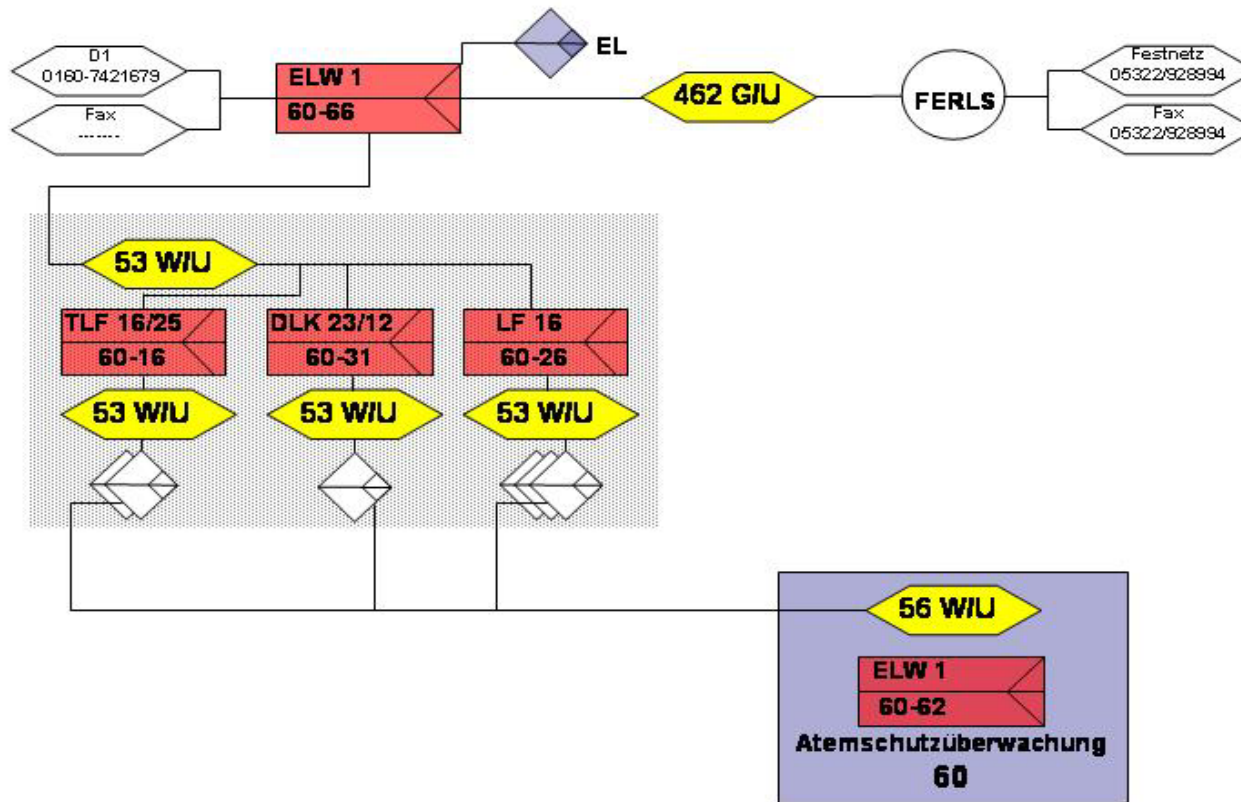 D1
0160-7421679
Fax
-------
ELW 1
60-66
EL
462 G/U
FERLS
Festnetz
05322/928994
Fax
05322/928994
53 W/U
TLF 16/25
60-16
DLK 23/12
60-31
LF 16
60-26
53 W/U
53 W/U
53 W/U
56 W/U
ELW 1
60-62
Atemschutzüberwachung
60